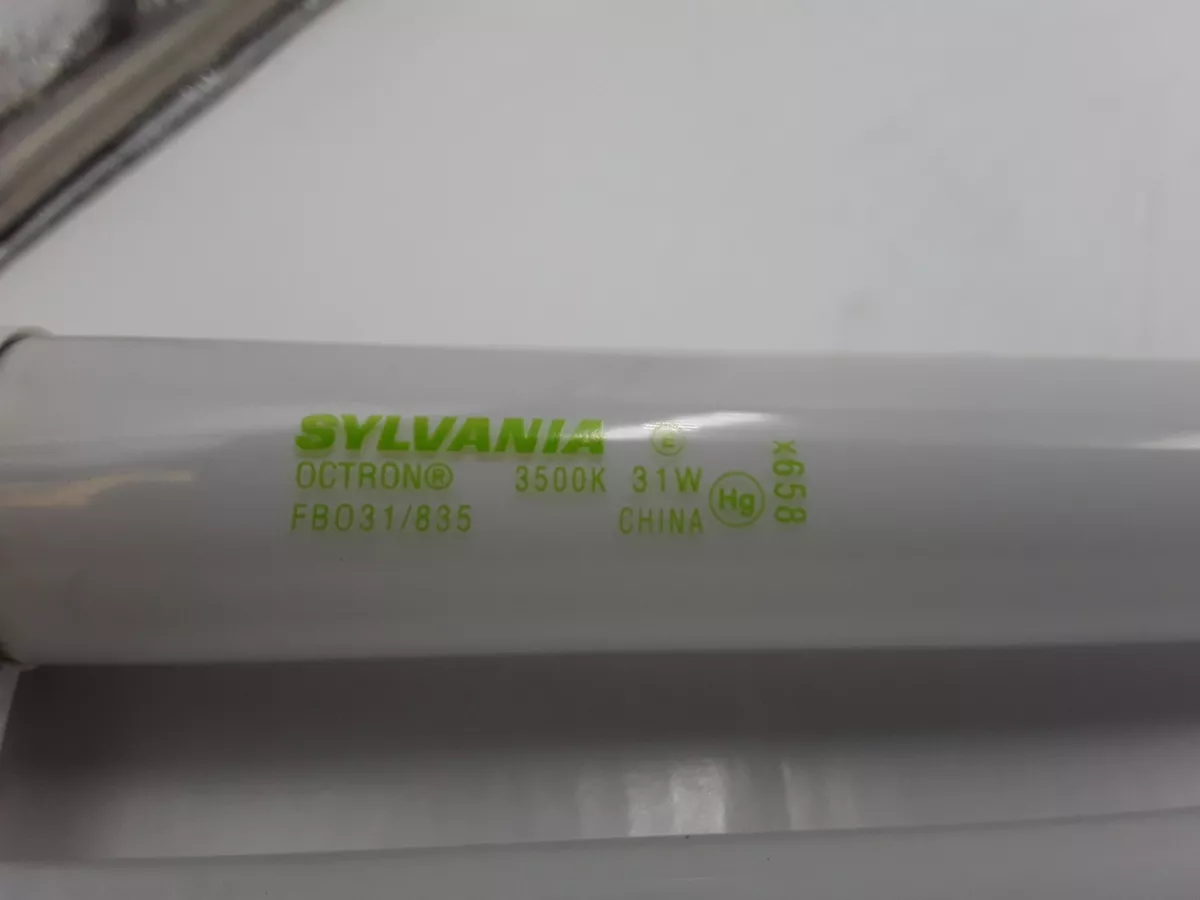 SYLVANIA E
OCTRON® 3500K 31W
FBO31/835 CHINA
Hg
x658